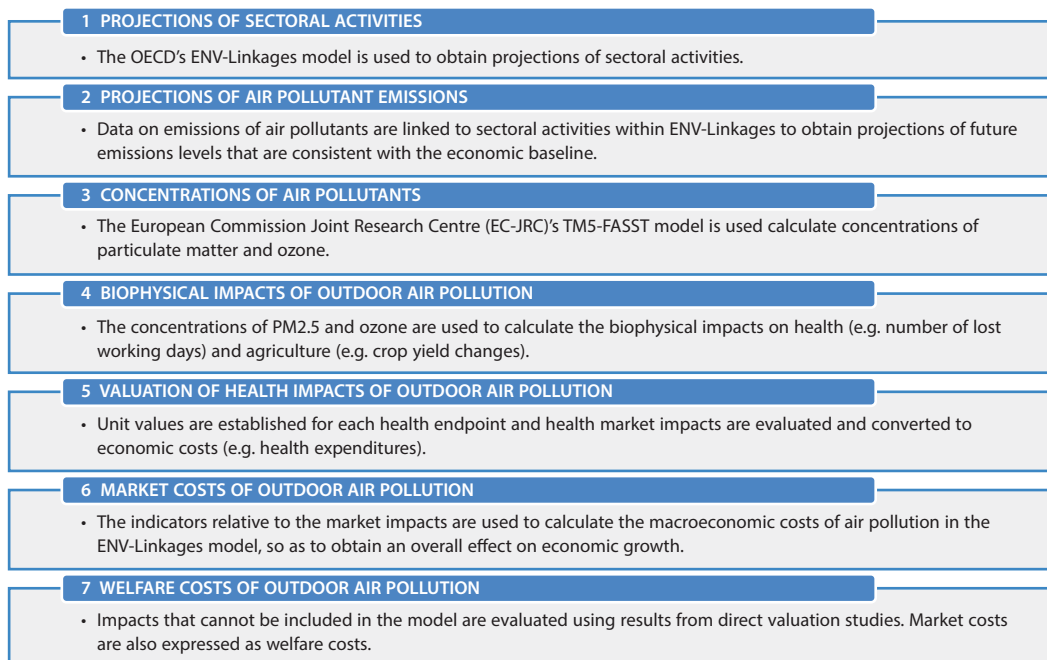 1 PROJECTIONS OF SECTORAL ACTIVITIES
• The OECD's ENV-Linkages model is used to obtain projections of sectoral activities.
2 PROJECTIONS OF AIR POLLUTANT EMISSIONS
• Data on emissions of air pollutants are linked to sectoral activities within ENV-Linkages to obtain projections of future
emissions levels that are consistent with the economic baseline.
3 CONCENTRATIONS OF AIR POLLUTANTS
• The European Commission Joint Research Centre (EC-JRC)'s TM5-FASST model is used calculate concentrations of
particulate matter and ozone.
4 BIOPHYSICAL IMPACTS OF OUTDOOR AIR POLLUTION
• The concentrations of PM2.5 and ozone are used to calculate the biophysical impacts on health (e.g. number of lost
working days) and agriculture (e.g. crop yield changes).
5 VALUATION OF HEALTH IMPACTS OF OUTDOOR AIR POLLUTION
• Unit values are established for each health endpoint and health market impacts are evaluated and converted to
economic costs (e.g. health expenditures).
6 MARKET COSTS OF OUTDOOR AIR POLLUTION
• The indicators relative to the market impacts are used to calculate the macroeconomic costs of air pollution in the
ENV-Linkages model, so as to obtain an overall effect on economic growth.
7 WELFARE COSTS OF OUTDOOR AIR POLLUTION
• Impacts that cannot be included in the model are evaluated using results from direct valuation studies. Market costs
are also expressed as welfare costs.